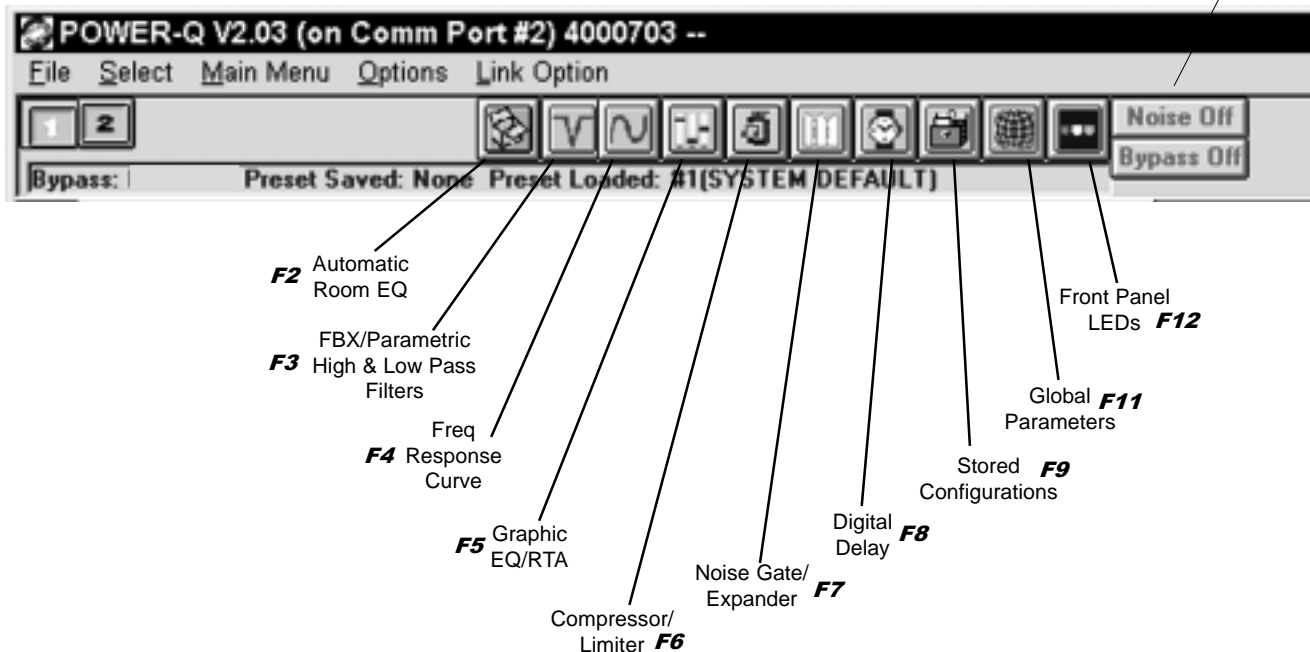 POWER-Q V2.03 (on Comm Port #2) 4000703 --
File Select Main Menu Options Link Option
1 2
Noise Off
Bypass Off
Bypass: Preset Saved: None Preset Loaded: #1(SYSTEM DEFAULT)
F2 Automatic
Room EQ
Front Panel
LEDs F12
FBX/Parametric
F3 High & Low Pass
Filters
Global F11
Parameters
Freq
F4 Response
Curve
Stored F9
Configurations
Digital
Delay F8
F5 Graphic
EQ/RTA
Noise Gate/
Expander F7
Compressor/
Limiter F6